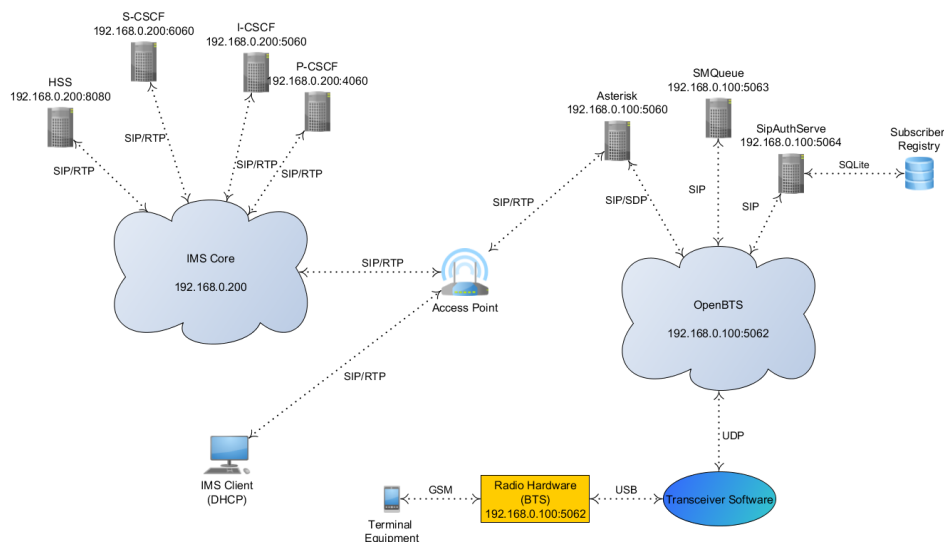 S-CSCF
192.168.0.200:6060
I-CSCF
192.168.0.200:5060
P-CSCF
192.168.0.200:4060
HSS
192.168.0.200:8080
SIP/RTP
SIP/RTP
SIP/RTP
SIP/RTP
IMS Core
192.168.0.200
SIP/RTP
Access Point
SIP/RTP
SIP/RTP
IMS Client
(DHCP)
Asterisk
192.168.0.100:5060
SMQueue
192.168.0.100:5063
SipAuthServe
192.168.0.100:5064
SQLite
Subscriber
Registry
SIP/SDP
SIP
SIP
OpenBTS
192.168.0.100:5062
UDP
Transceiver Software
USB
Radio Hardware
(BTS)
192.168.0.100:5062
GSM
Terminal
Equipment